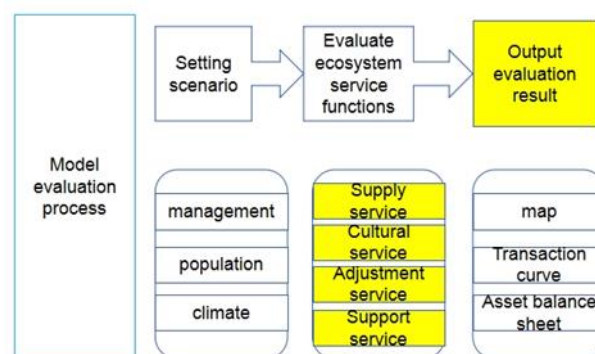 Model
evaluation
process
Setting
scenario
Evaluate
ecosystem
service
functions
Output
evaluation
result
management
population
climate
Supply
service
Cultural
service
Adjustment
service
Support
service
map
Transaction
curve
Asset balance
sheet